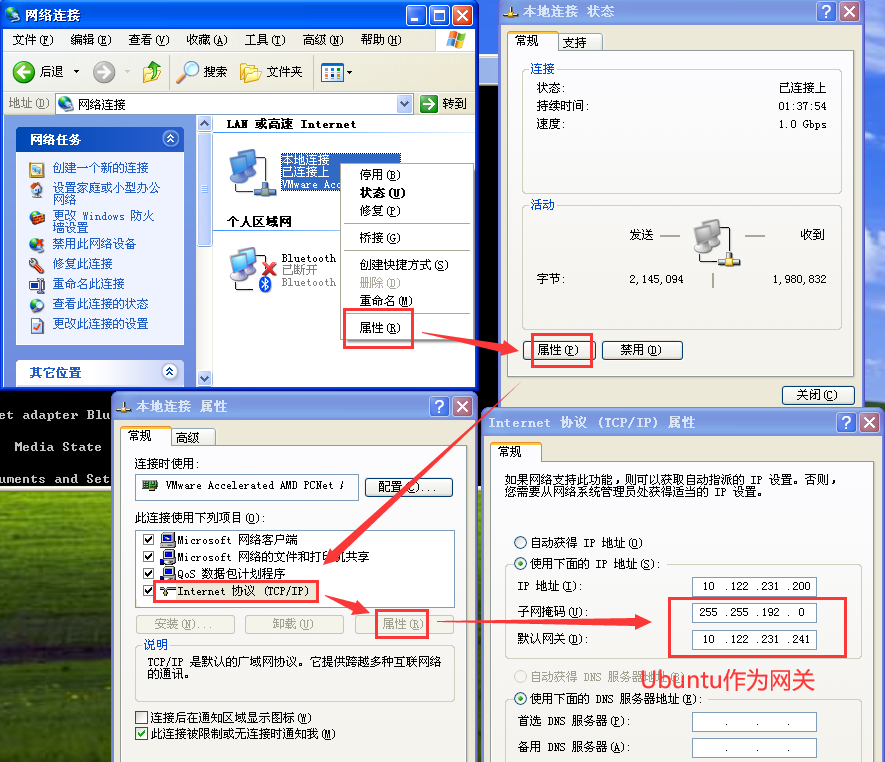 网络连接
文件(F) 编辑(E) 查看(V) 收藏(A) 工具(T) 高级(N) 帮助(H)
后退 搜索 文件夹
地址(D) 网络连接 转到
网络任务
创建一个新的连接
设置家庭或小型办公
网络
更改 Windows 防火
墙设置
禁用此网络设备
修复此连接
重命名此连接
查看此连接的状态
更改此连接的设置
其它位置
LAN 或高速 Internet
本地连接
已连接上
VMware Acc
个人区域网
Bluetooth
已断开
Bluetooth
停用(B)
状态(U)
修复(P)
桥接(G)
创建快捷方式(S)
删除(D)
重命名(M)
属性(R)
本地连接 状态
常规 支持
连接
状态: 已连接上
持续时间: 01:37:54
速度: 1.0 Gbps
活动
发送 收到
字节: 2,145,094 1,980,832
属性(P) 禁用(D)
关闭(C)
et adapter Blu
Media State
uments and Set
本地连接 属性
常规 高级
连接时使用:
VMware Accelerated AMD PCNet
配置(C)...
此连接使用下列项目(O):
Microsoft 网络客户端
Microsoft 网络的文件和打印机共享
QoS 数据包计划程序
Internet 协议 (TCP/IP)
安装(N)... 卸载(U) 属性(R)
说明
TCP/IP 是默认的广域网协议。它提供跨越多种互联网络
的通讯。
连接后在通知区域显示图标(W)
此连接被限制或无连接时通知我(M)
Internet 协议 (TCP/IP) 属性
常规
如果网络支持此功能,则可以获取自动指派的 IP 设置。否则,
您需要从网络系统管理员处获得适当的 IP 设置。
自动获得 IP 地址(O)
使用下面的 IP 地址(S):
IP 地址(I): 10 .122 .231 .200
子网掩码(U): 255 .255 .192 . 0
默认网关(D): 10 .122 .231 .241
自动获得 DNS 服务器地址(B)
Ubuntu作为网关
使用下面的 DNS 服务器地址(E):
首选 DNS 服务器(P): . . .
备用 DNS 服务器(A): . . .